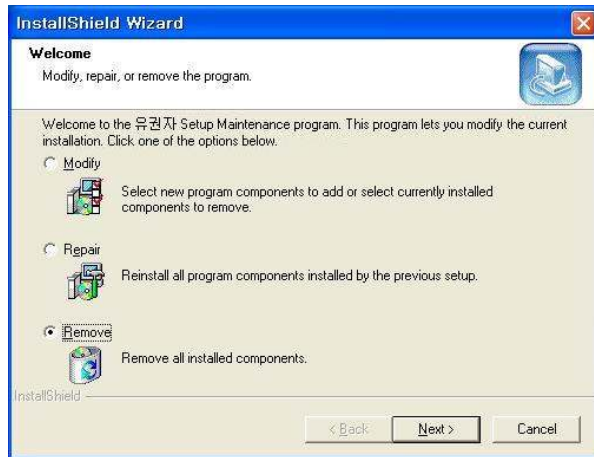 InstallShield Wizard
Welcome
Modify, repair, or remove the program.
Welcome to the 유권자 Setup Maintenance program. This program lets you modify the current
installation. Click one of the options below.
Modify
Select new program components to add or select currently installed
components to remove.
Repair
Reinstall all program components installed by the previous setup.
Remove
Remove all installed components.
InstallShield
< Back Next > Cancel